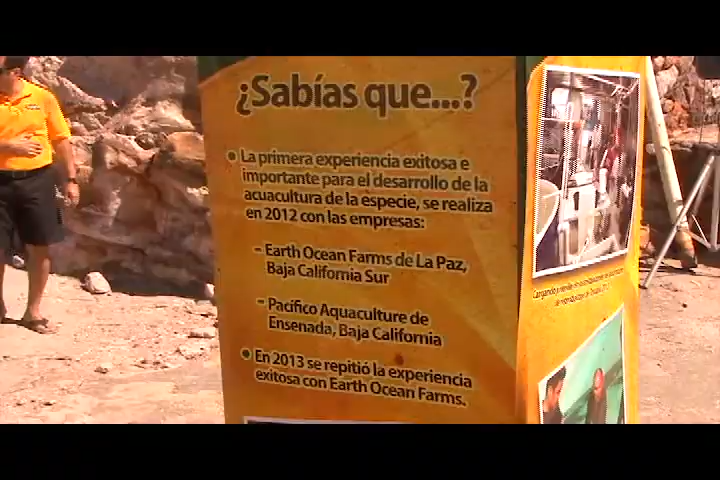 ¿Sabías que...?
• La primera experiencia exitosa e
importante para el desarrollo de la
acuacultura de la especie, se realiza
en 2012 con las empresas:
- Earth Ocean Farms de La Paz,
Baja California Sur
- Pacífico Aquaculture de
Ensenada, Baja California
• En 2013 se repitió la experiencia
exitosa con Earth Ocean Farms.
Cargando y